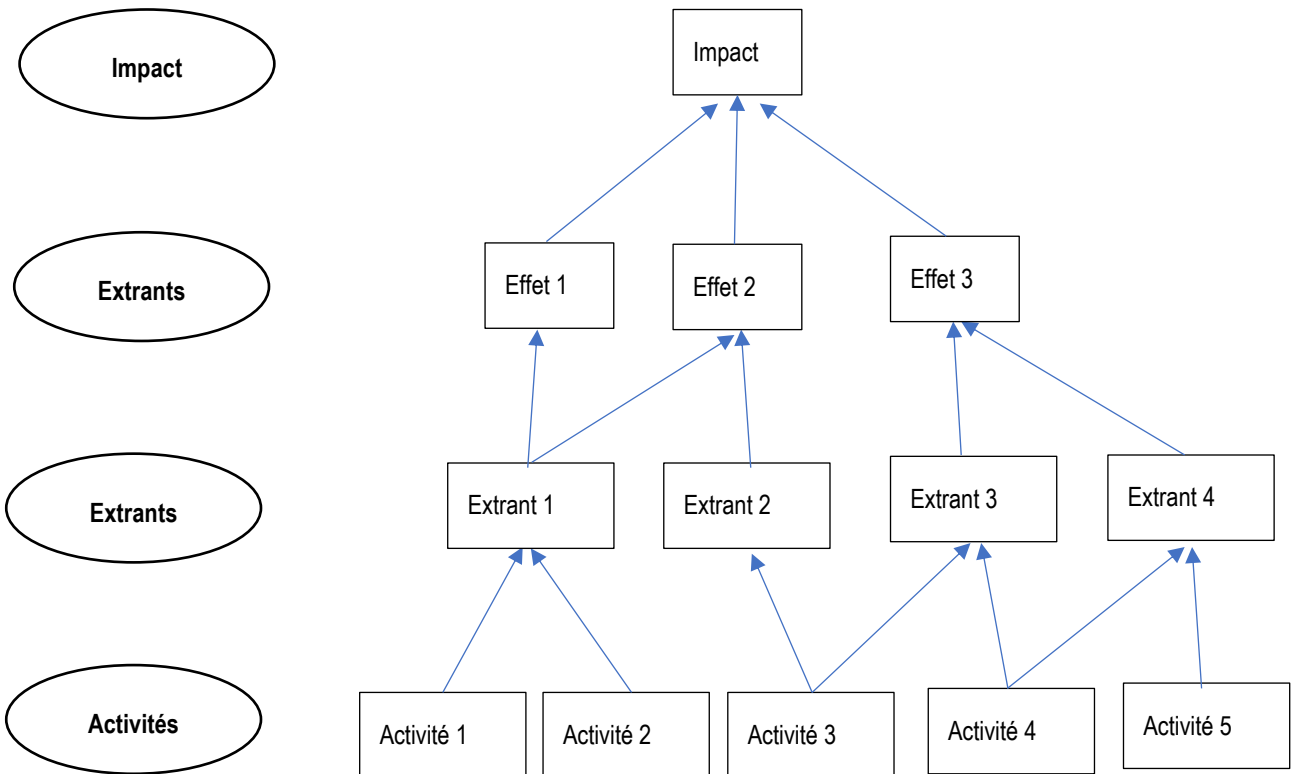 Impact
Impact
Extrants
Effet 1
Effet 2
Effet 3
Extrants
Extrant 1
Extrant 2
Extrant 3
Extrant 4
Activités
Activité 1
Activité 2
Activité 3
Activité 4
Activité 5